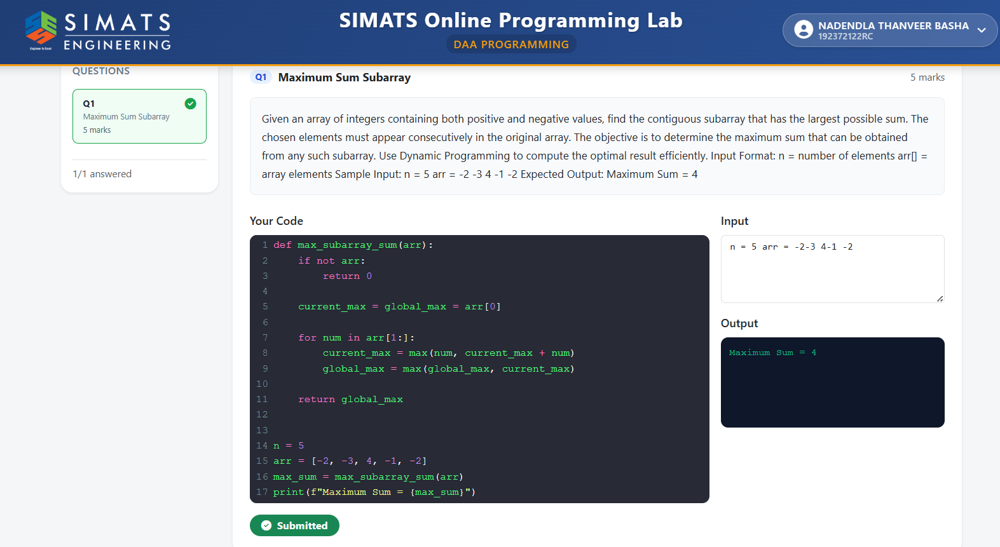 SIMATS
ENGINEERING
Engineer to Excel
SIMATS Online Programming Lab
DAA PROGRAMMING
NADENDLA THANVEER BASHA
192372122RC
QUESTIONS
Q1
Maximum Sum Subarray
5 marks
1/1 answered
Q1 Maximum Sum Subarray 5 marks
Given an array of integers containing both positive and negative values, find the contiguous subarray that has the largest possible sum. The
chosen elements must appear consecutively in the original array. The objective is to determine the maximum sum that can be obtained
from any such subarray. Use Dynamic Programming to compute the optimal result efficiently. Input Format: n = number of elements arr[] =
array elements Sample Input: n = 5 arr = -2 -3 4 -1 -2 Expected Output: Maximum Sum = 4
Your Code
1 def max_subarray_sum(arr):
2     if not arr:
3         return 0
4
5     current_max = global_max = arr[0]
6
7     for num in arr[1:]:
8         current_max = max(num, current_max + num)
9         global_max = max(global_max, current_max)
10
11     return global_max
12
13
14 n = 5
15 arr = [-2, -3, 4, -1, -2]
16 max_sum = max_subarray_sum(arr)
17 print(f"Maximum Sum = {max_sum}")
Submitted
Input
n = 5 arr = -2-3 4-1 -2
Output
Maximum Sum = 4